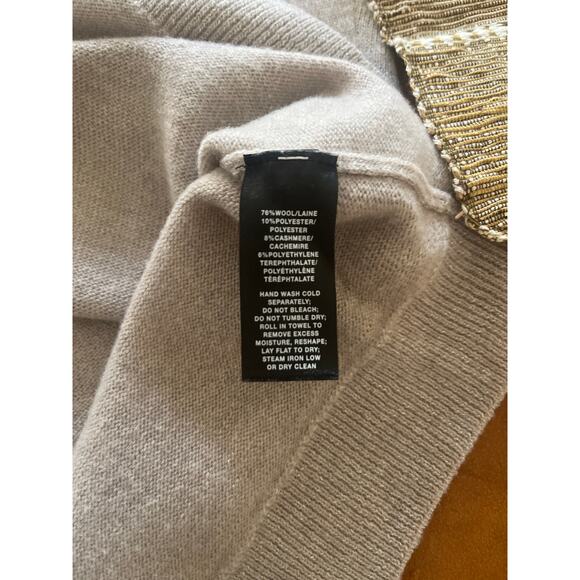 76%WOOL/LAINE
10%POLYESTER/
POLYESTER
8%CASHMERE/
CACHEMIRE
6%POLYETHYLENE
TEREPHTHALATE/
POLYÉTHYLÈNE
TÉRÉPHTALATE
HAND WASH COLD
SEPARATELY;
DO NOT BLEACH;
DO NOT TUMBLE DRY;
ROLL IN TOWEL TO
REMOVE EXCESS
MOISTURE, RESHAPE;
LAY FLAT TO DRY;
STEAM IRON LOW
OR DRY CLEAN